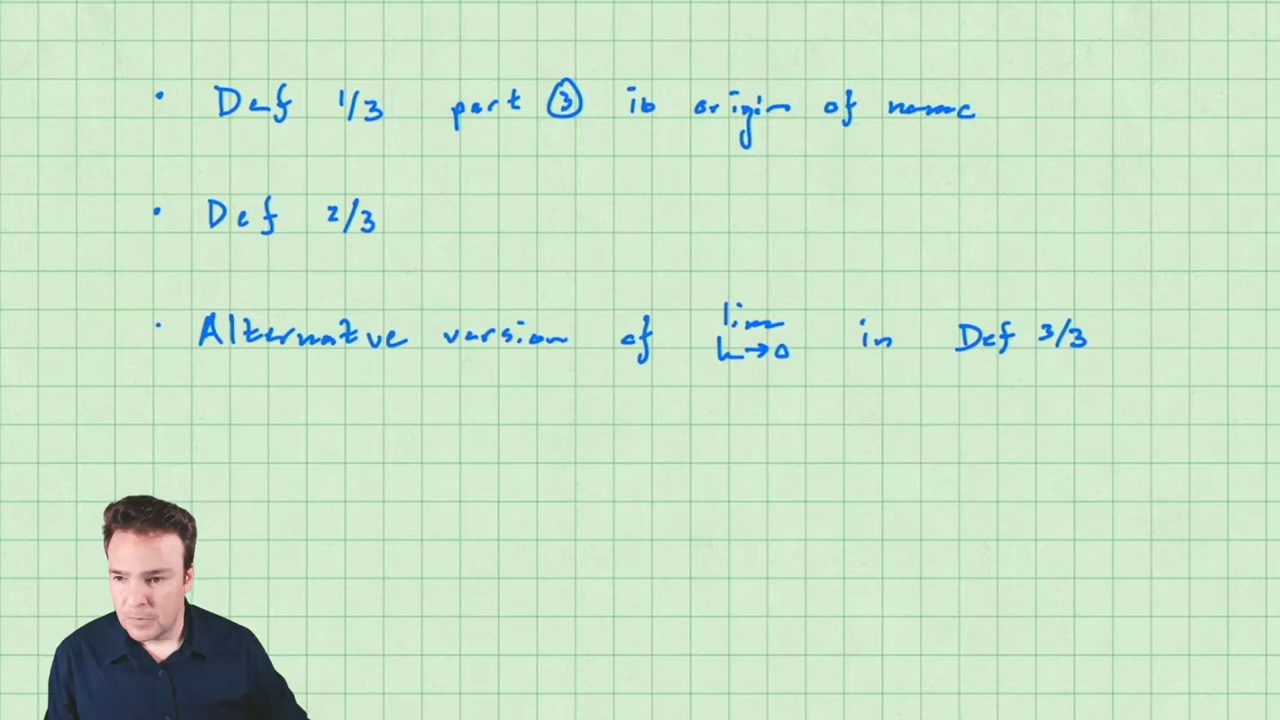 • Def 1/3 part ③ is origin of name
• Def 2/3
• Alternatve version of lim h→0 in Def 3/3